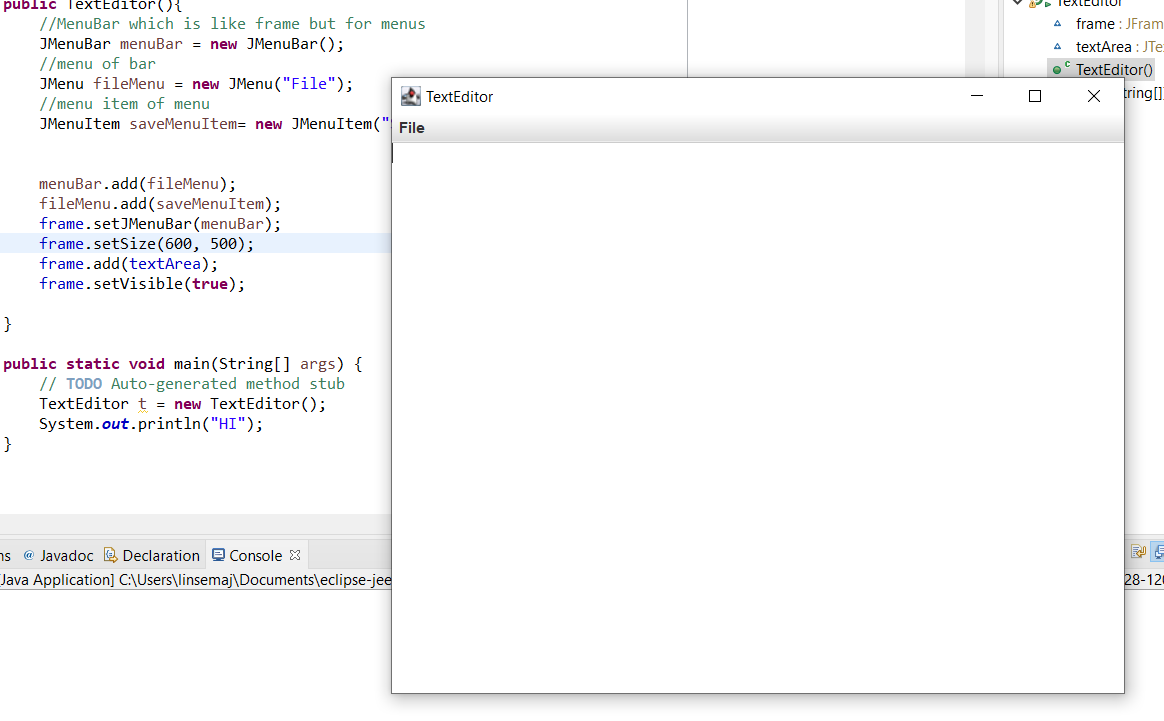 public TextEditor(){
//MenuBar which is like frame but for menus
JMenuBar menuBar = new JMenuBar();
//menu of bar
JMenu fileMenu = new JMenu("File");
//menu item of menu
JMenuItem saveMenuItem= new JMenuItem("
menuBar.add(fileMenu);
fileMenu.add(saveMenuItem);
frame.setJMenuBar(menuBar);
frame.setSize(600, 500);
frame.add(textArea);
frame.setVisible(true);
}
public static void main(String[] args) {
// TODO Auto-generated method stub
TextEditor t = new TextEditor();
System.out.println("HI");
}
TextEditor
File
TextEditor
frame : JFram
textArea : JTe
TextEditor()
tring[])
ns @ Javadoc Declaration Console
Java Application] C:\Users\linsemaj\Documents\eclipse-jee
28-120